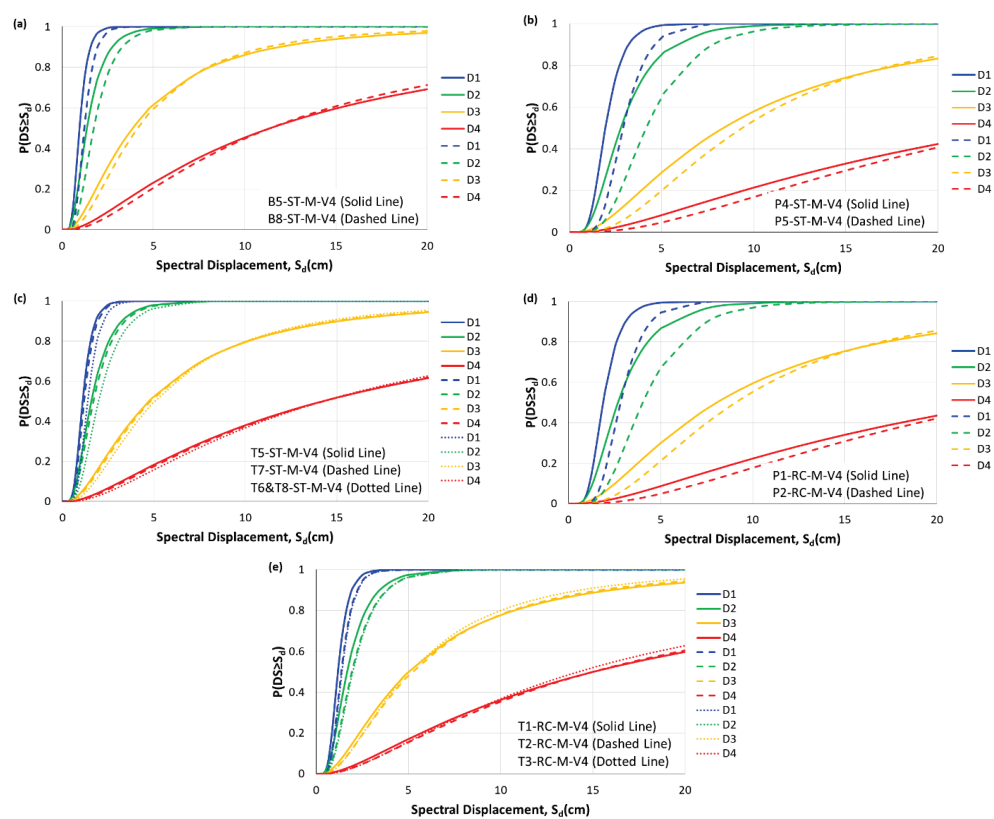 (a)
P(DS≥Sd)
1
0.8
0.6
0.4
0.2
0
0 5 10 15 20
Spectral Displacement, Sd(cm)
B5-ST-M-V4 (Solid Line)
B8-ST-M-V4 (Dashed Line)
D1
D2
D3
D4
D1
D2
D3
D4
(b)
P(DS≥Sd)
1
0.8
0.6
0.4
0.2
0
0 5 10 15 20
Spectral Displacement, Sd(cm)
P4-ST-M-V4 (Solid Line)
P5-ST-M-V4 (Dashed Line)
D1
D2
D3
D4
D1
D2
D3
D4
(c)
P(DS≥Sd)
1
0.8
0.6
0.4
0.2
0
0 5 10 15 20
Spectral Displacement, Sd(cm)
T5-ST-M-V4 (Solid Line)
T7-ST-M-V4 (Dashed Line)
T6&T8-ST-M-V4 (Dotted Line)
D1
D2
D3
D4
D1
D2
D3
D4
D1
D2
D3
D4
(d)
P(DS≥Sd)
1
0.8
0.6
0.4
0.2
0
0 5 10 15 20
Spectral Displacement, Sd(cm)
P1-RC-M-V4 (Solid Line)
P2-RC-M-V4 (Dashed Line)
D1
D2
D3
D4
D1
D2
D3
D4
(e)
P(DS≥Sd)
1
0.8
0.6
0.4
0.2
0
0 5 10 15 20
Spectral Displacement, Sd(cm)
T1-RC-M-V4 (Solid Line)
T2-RC-M-V4 (Dashed Line)
T3-RC-M-V4 (Dotted Line)
D1
D2
D3
D4
D1
D2
D3
D4
D1
D2
D3
D4